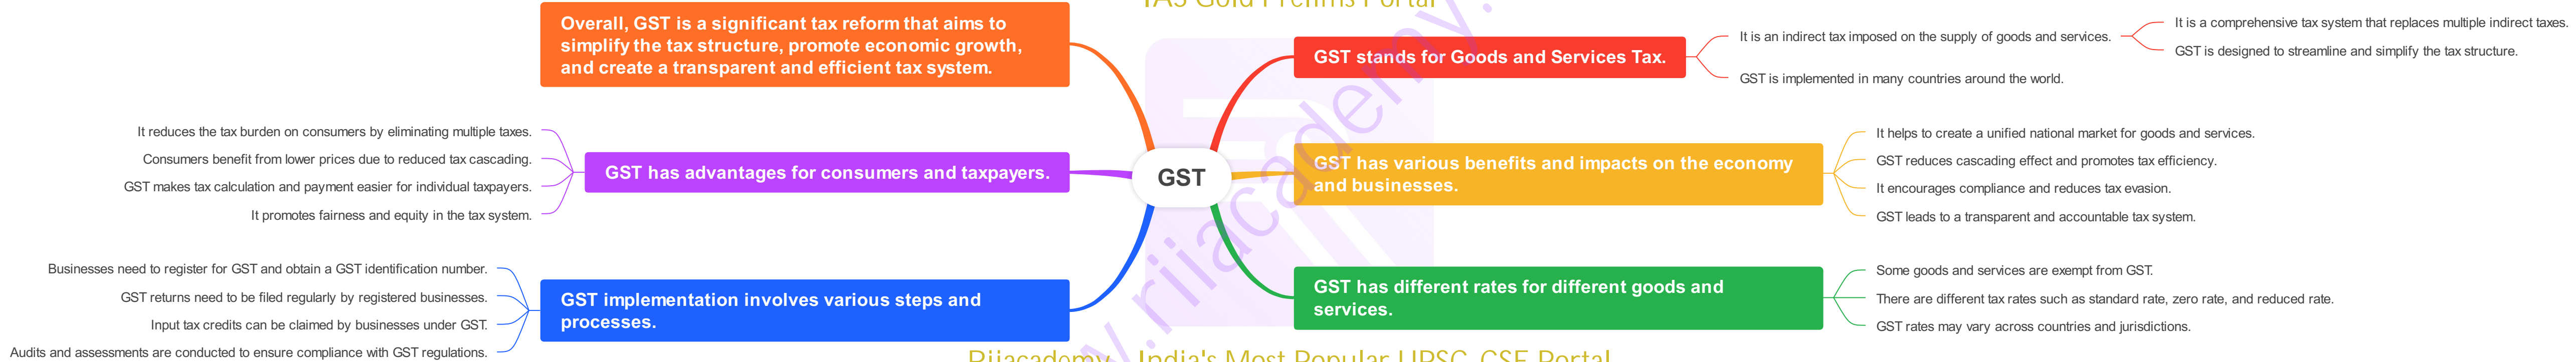 IAS Gold Prelims Portal
Overall, GST is a significant tax reform that aims to
simplify the tax structure, promote economic growth,
and create a transparent and efficient tax system.
It reduces the tax burden on consumers by eliminating multiple taxes.
Consumers benefit from lower prices due to reduced tax cascading.
GST makes tax calculation and payment easier for individual taxpayers.
It promotes fairness and equity in the tax system.
GST has advantages for consumers and taxpayers.
Businesses need to register for GST and obtain a GST identification number.
GST returns need to be filed regularly by registered businesses.
Input tax credits can be claimed by businesses under GST.
Audits and assessments are conducted to ensure compliance with GST regulations.
GST implementation involves various steps and
processes.
GST
GST stands for Goods and Services Tax.
It is an indirect tax imposed on the supply of goods and services.
It is a comprehensive tax system that replaces multiple indirect taxes.
GST is designed to streamline and simplify the tax structure.
GST is implemented in many countries around the world.
GST has various benefits and impacts on the economy
and businesses.
It helps to create a unified national market for goods and services.
GST reduces cascading effect and promotes tax efficiency.
It encourages compliance and reduces tax evasion.
GST leads to a transparent and accountable tax system.
GST has different rates for different goods and
services.
Some goods and services are exempt from GST.
There are different tax rates such as standard rate, zero rate, and reduced rate.
GST rates may vary across countries and jurisdictions.
Rijacademy - India's Most Popular UPSC-CSE Portal